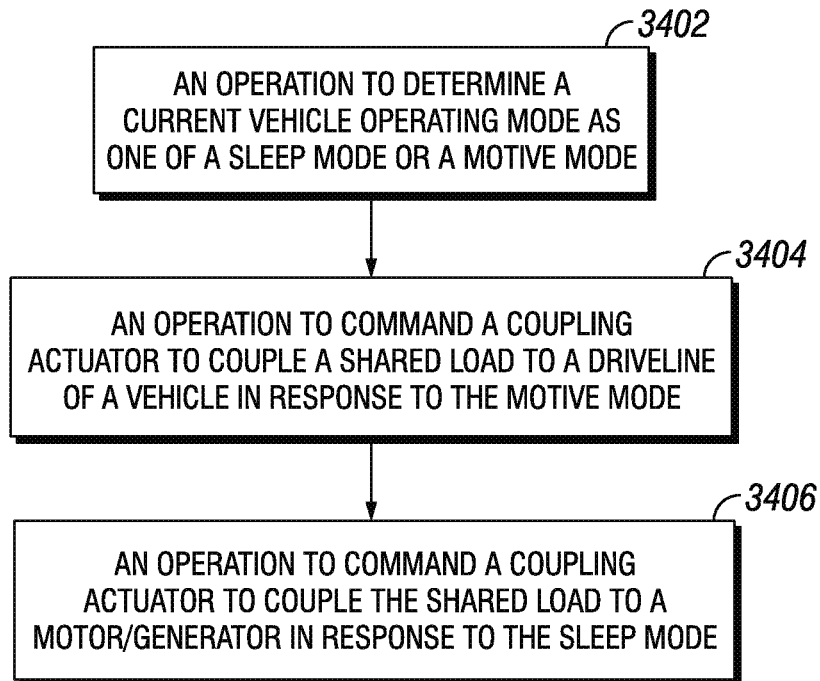 3402
AN OPERATION TO DETERMINE A
CURRENT VEHICLE OPERATING MODE AS
ONE OF A SLEEP MODE OR A MOTIVE MODE
3404
AN OPERATION TO COMMAND A COUPLING
ACTUATOR TO COUPLE A SHARED LOAD TO A DRIVELINE
OF A VEHICLE IN RESPONSE TO THE MOTIVE MODE
3406
AN OPERATION TO COMMAND A COUPLING
ACTUATOR TO COUPLE THE SHARED LOAD TO A
MOTOR/GENERATOR IN RESPONSE TO THE SLEEP MODE